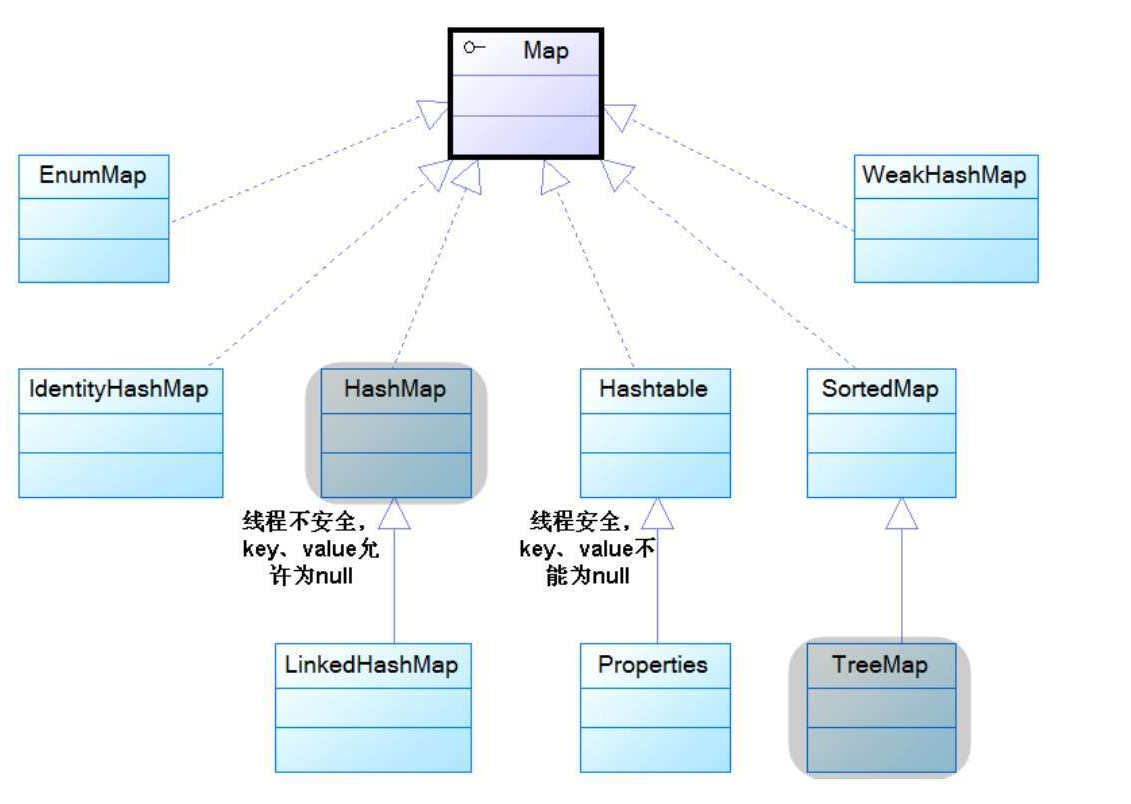 Map
EnumMap
WeakHashMap
IdentityHashMap
HashMap
Hashtable
SortedMap
线程不安全，
key、value允
许为null
线程安全，
key、value不
能为null
LinkedHashMap
Properties
TreeMap